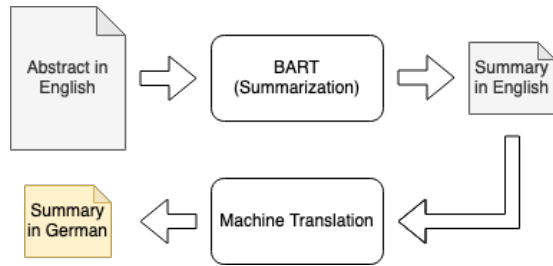 Abstract in
English
BART
(Summarization)
Summary
in English
Machine Translation
Summary
in German